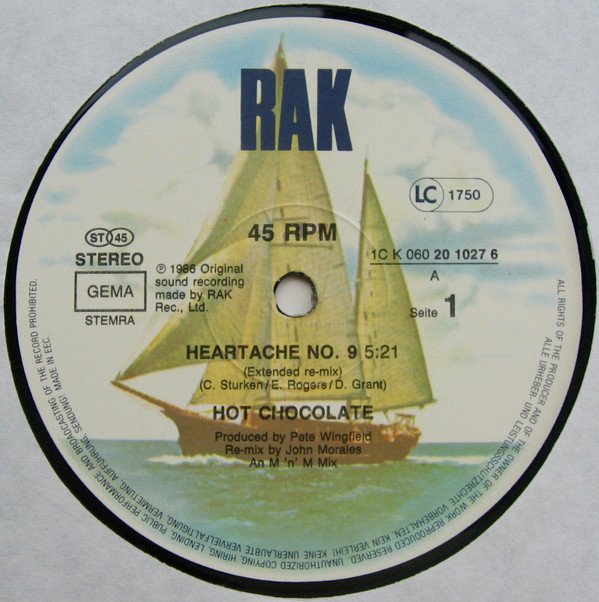 RAK
LC 1750
45 RPM
ST 45
STEREO
GEMA
STEMRA
℗ 1986 Original
sound recording
made by RAK
Rec., Ltd.
1C K 060 20 1027 6
A
Seite 1
HEARTACHE NO. 9 5:21
(Extended re-mix)
(C. Sturken/E. Rogers/D. Grant)
HOT CHOCOLATE
Produced by Pete Wingfield
Re-mix by John Morales
An M 'n' M Mix
ALL RIGHTS OF THE PRODUCER AND OF THE OWNER OF THE WORK REPRODUCED RESERVED. UNAUTHORIZED COPYING, HIRING, LENDING, PUBLIC PERFORMANCE AND BROADCASTING OF THE RECORD PROHIBITED.
ALLE URHEBER- UND LEISTUNGSSCHUTZRECHTE VORBEHALTEN. KEIN VERLEIH! KEINE UNERLAUBTE VERVIELFÄLTIGUNG, VERMIETUNG, AUFFÜHRUNG, SENDUNG! MADE IN EEC.